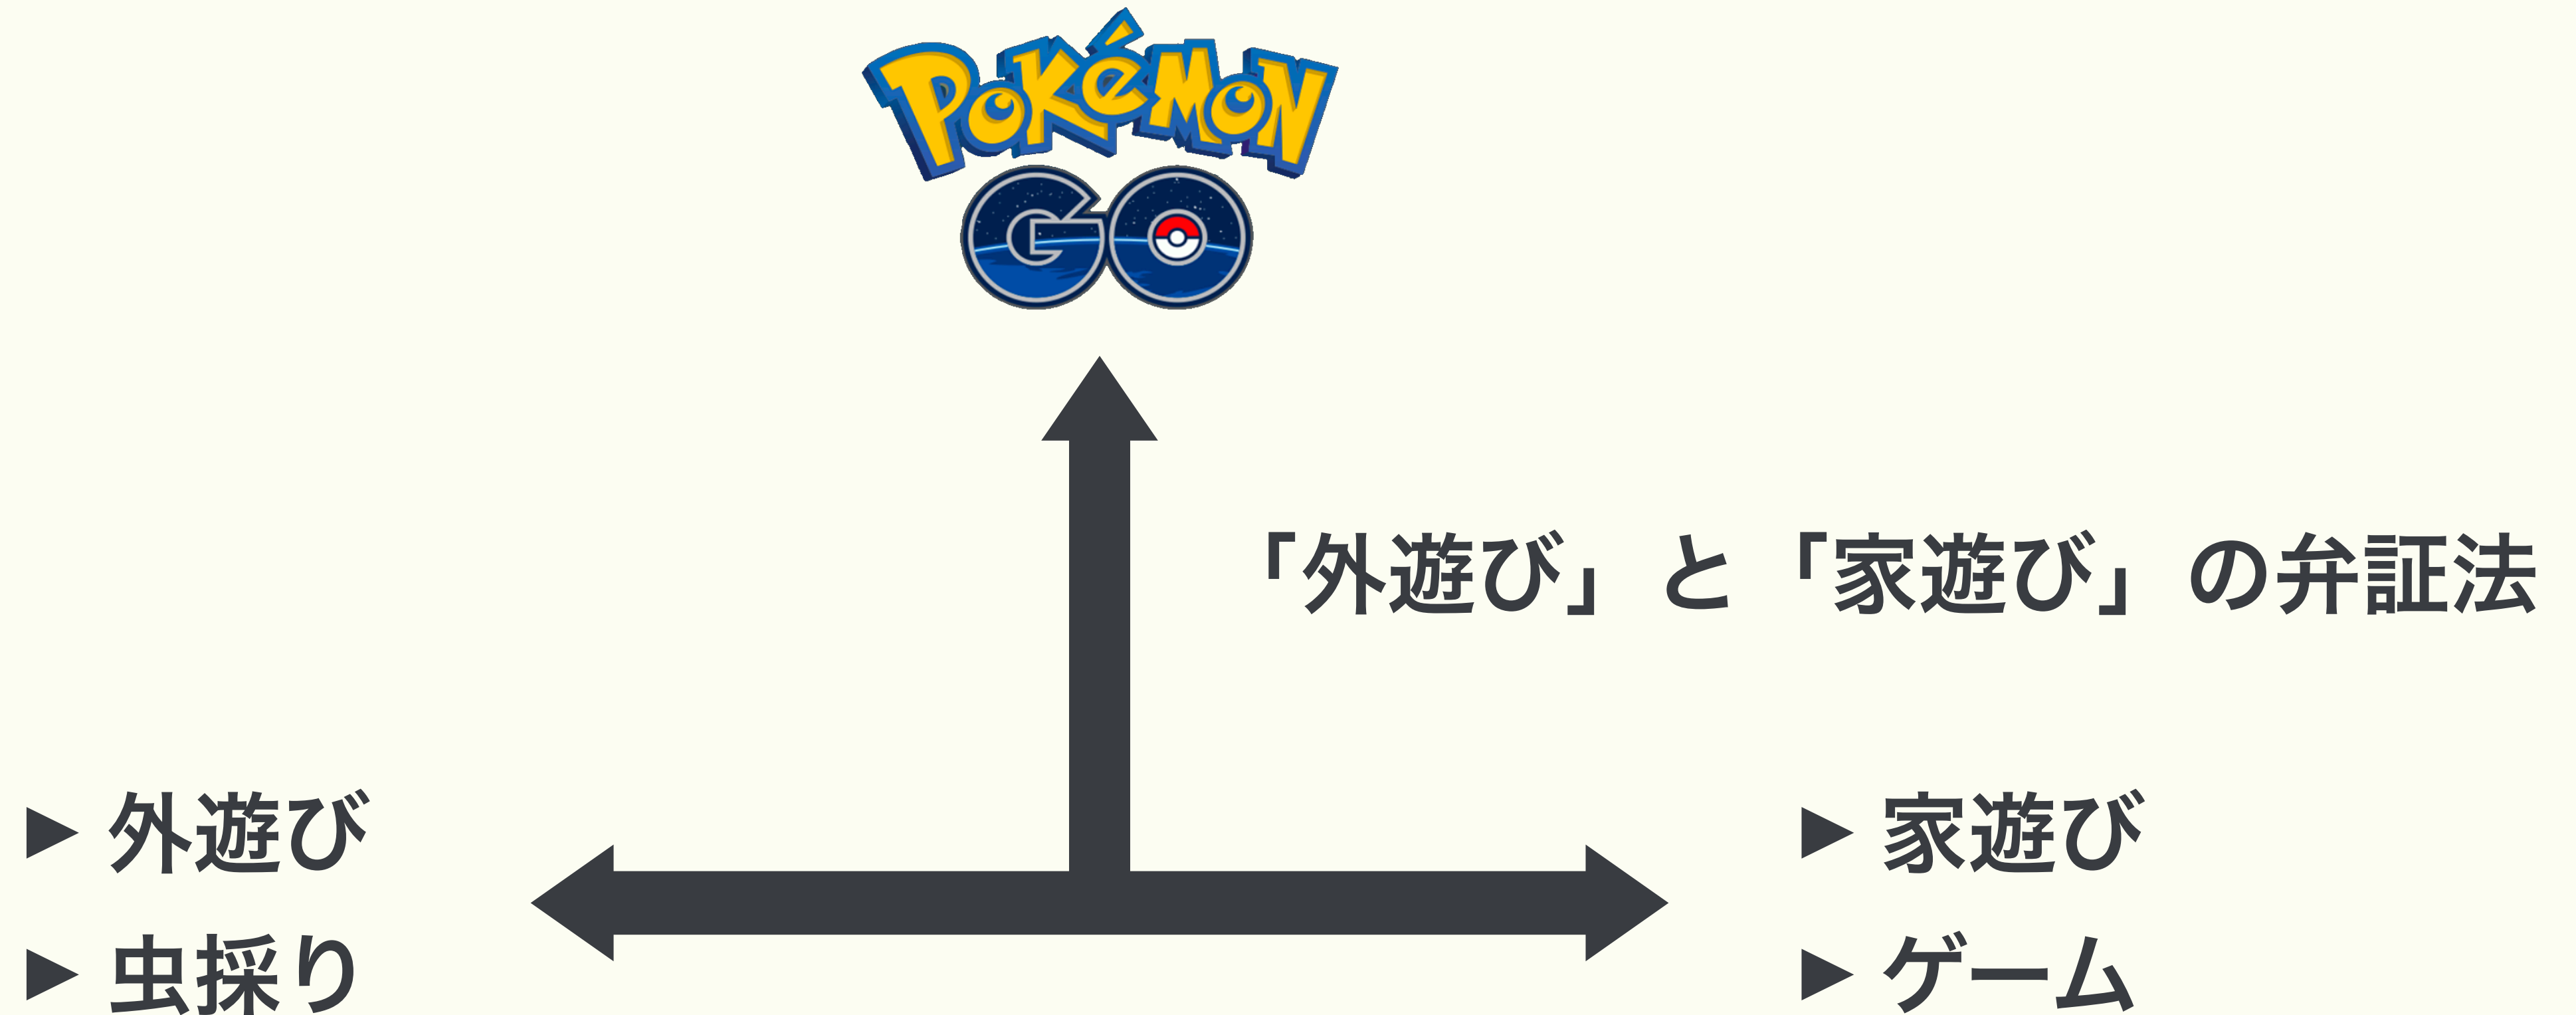 Pokémon
GO
「外遊び」と「家遊び」の弁証法
▶ 外遊び
▶ 虫採り
▶ 家遊び
▶ ゲーム